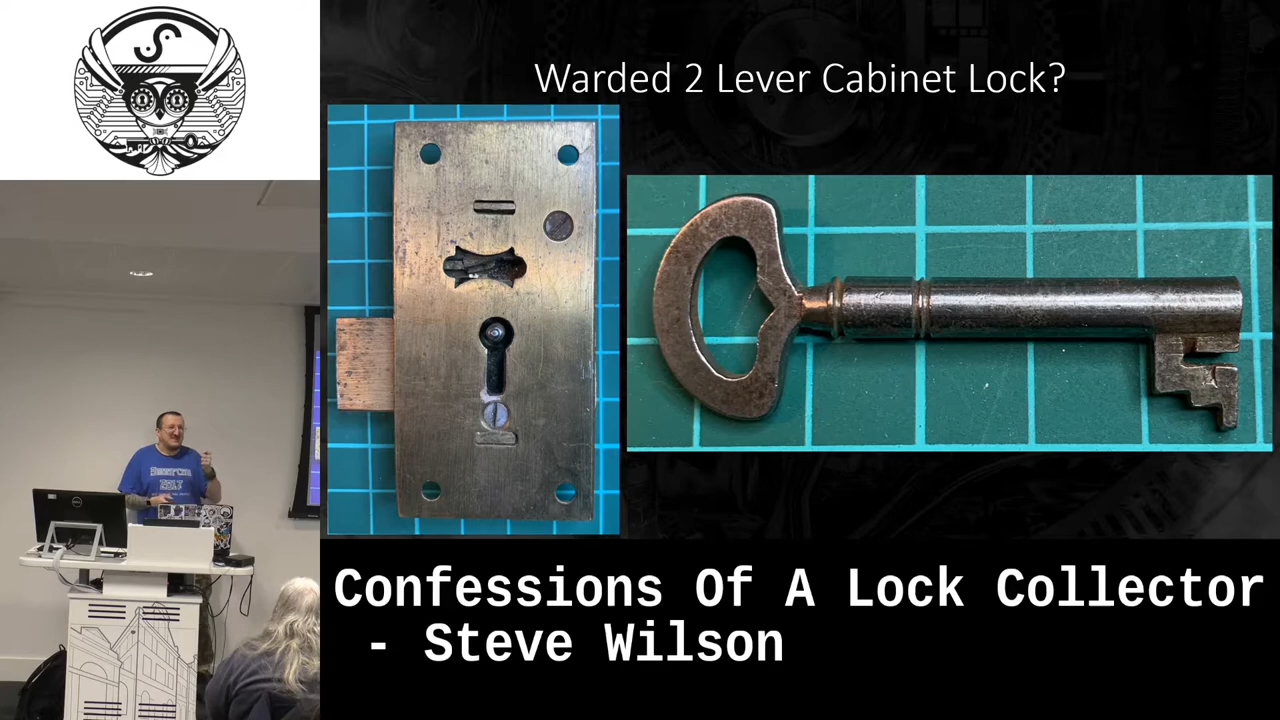 Warded 2 Lever Cabinet Lock?
Confessions Of A Lock Collector
- Steve Wilson